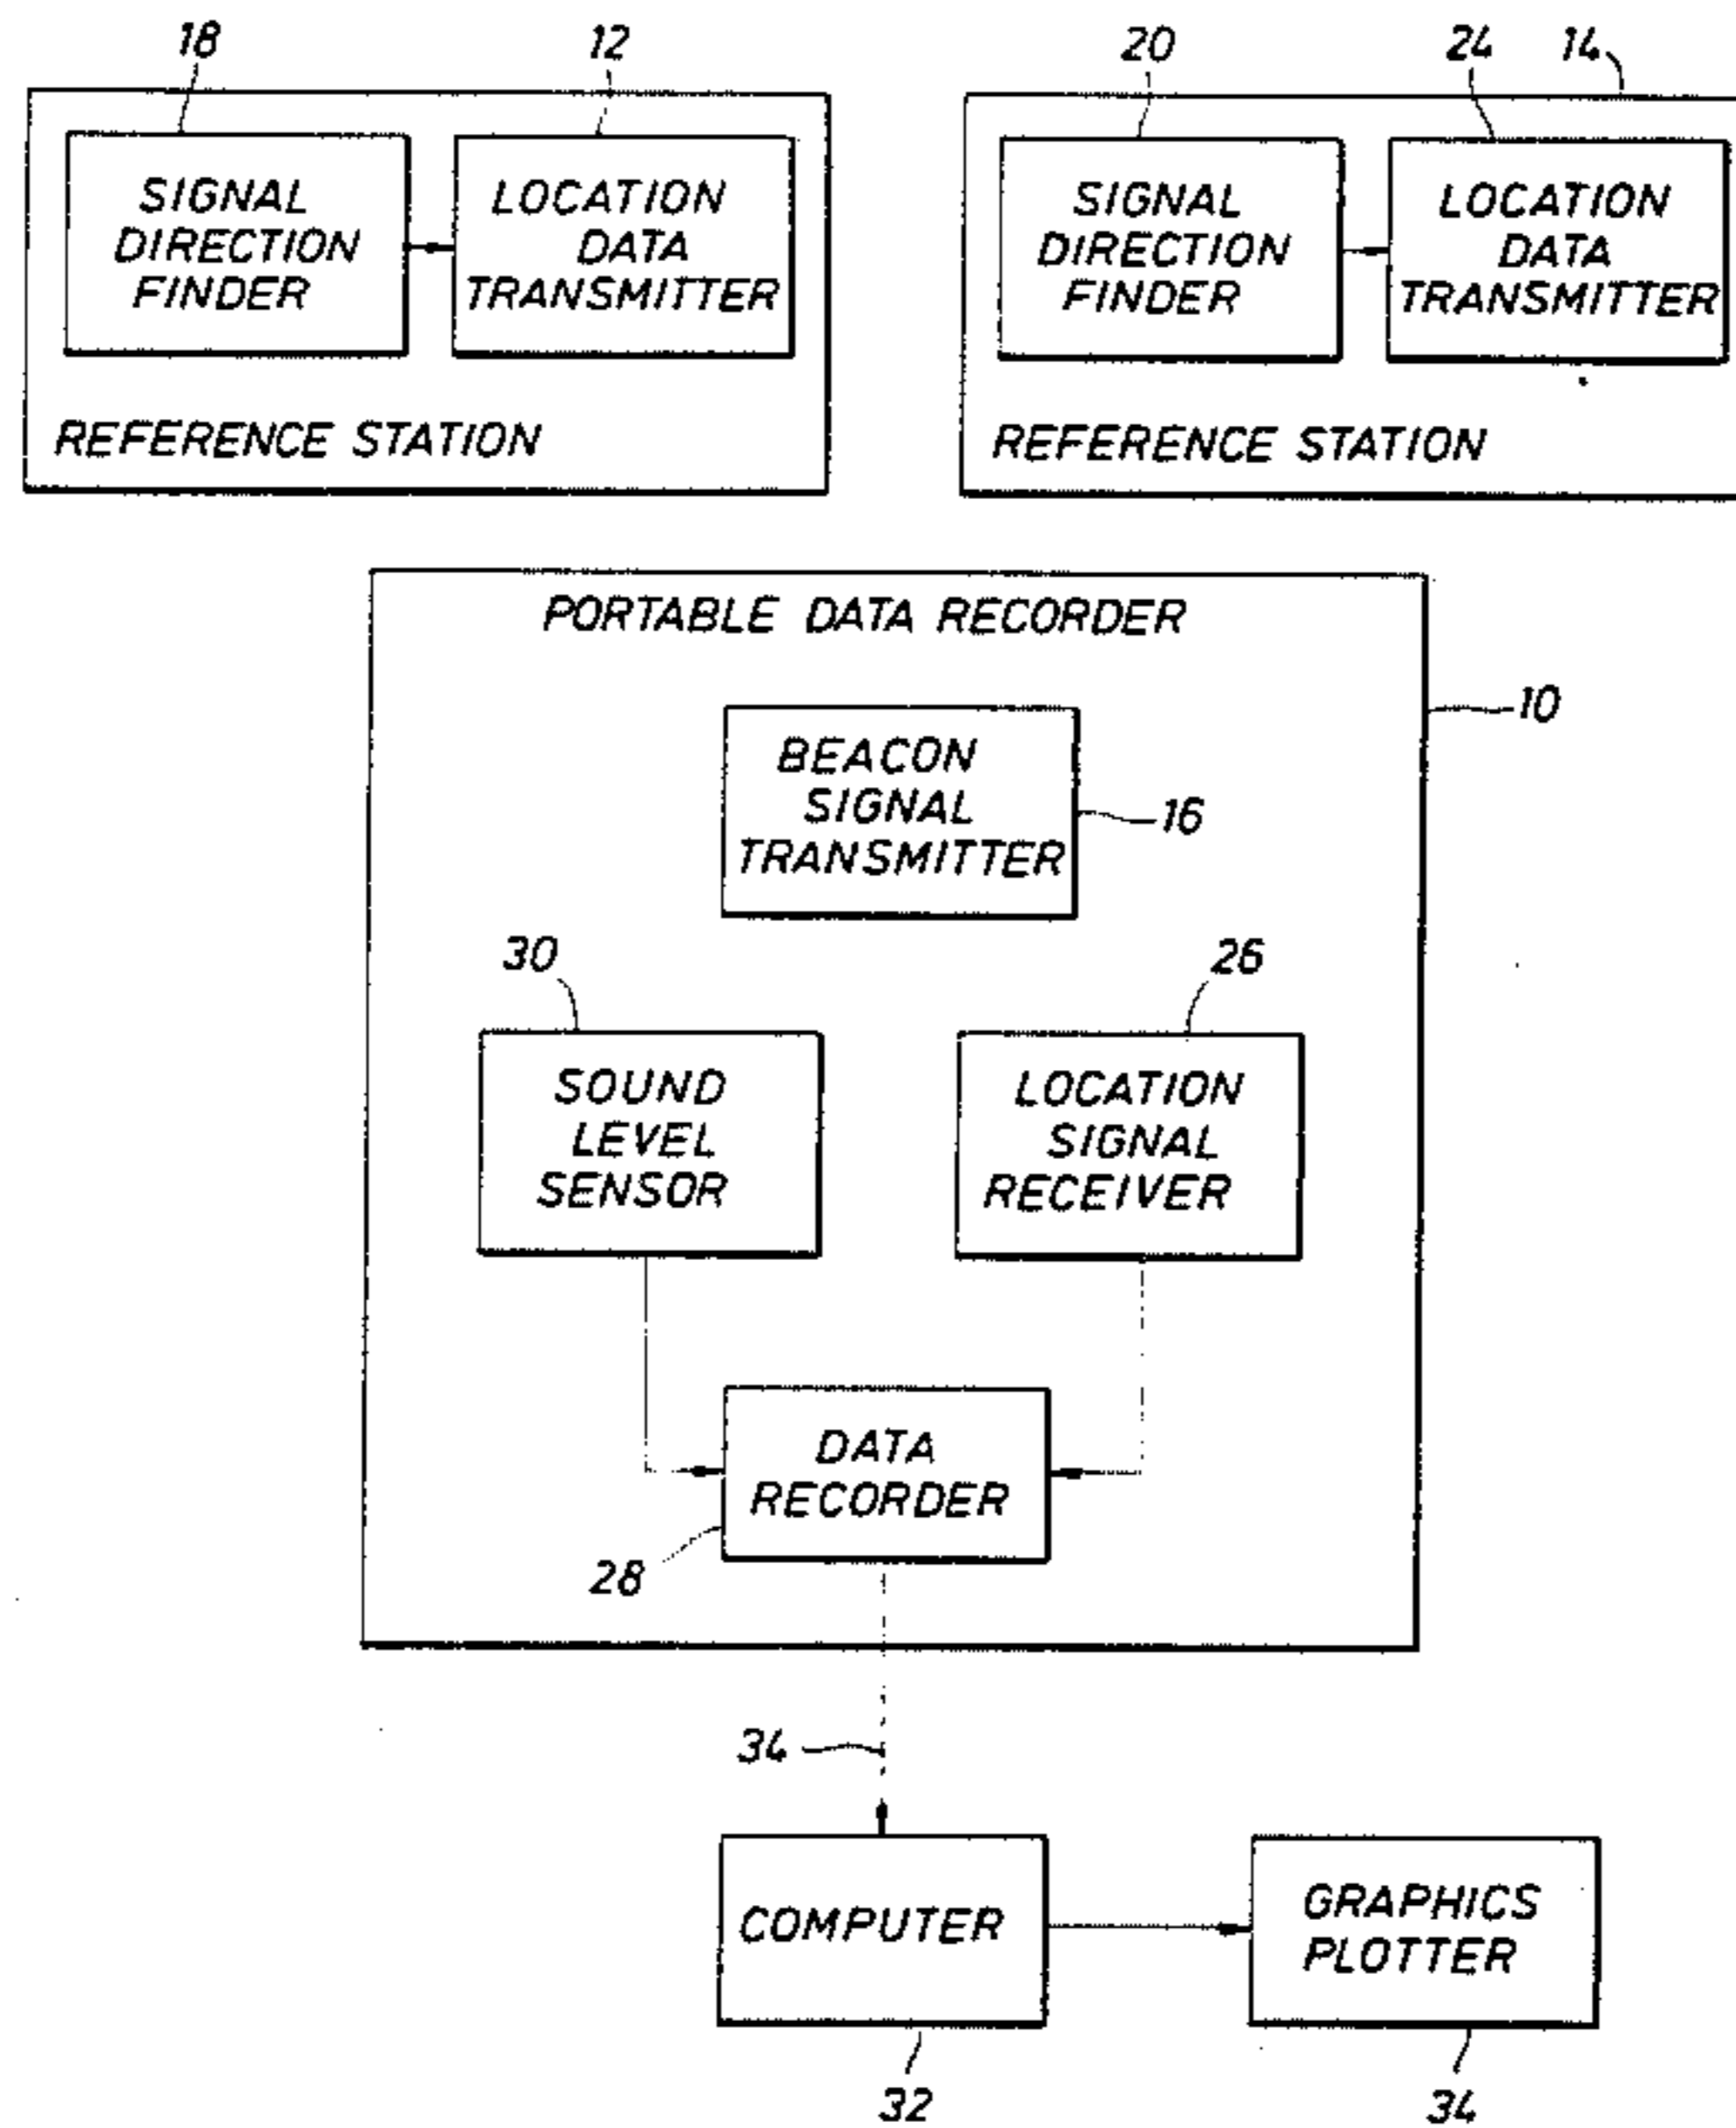 18
12
20
24
14
SIGNAL
DIRECTION
FINDER
LOCATION
DATA
TRANSMITTER
REFERENCE STATION
SIGNAL
DIRECTION
FINDER
LOCATION
DATA
TRANSMITTER
REFERENCE STATION
PORTABLE DATA RECORDER
10
BEACON
SIGNAL
TRANSMITTER
16
30
26
SOUND
LEVEL
SENSOR
LOCATION
SIGNAL
RECEIVER
DATA
RECORDER
28
34
COMPUTER
GRAPHICS
PLOTTER
32
34